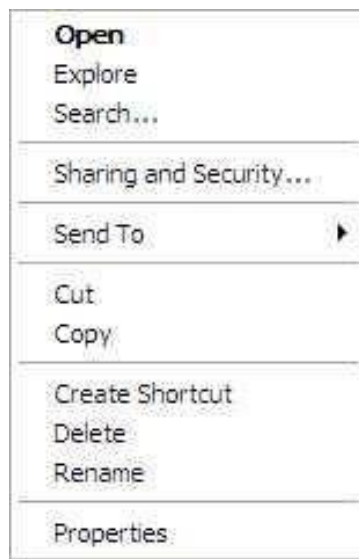 Open
Explore
Search...
Sharing and Security...
Send To
Cut
Copy
Create Shortcut
Delete
Rename
Properties